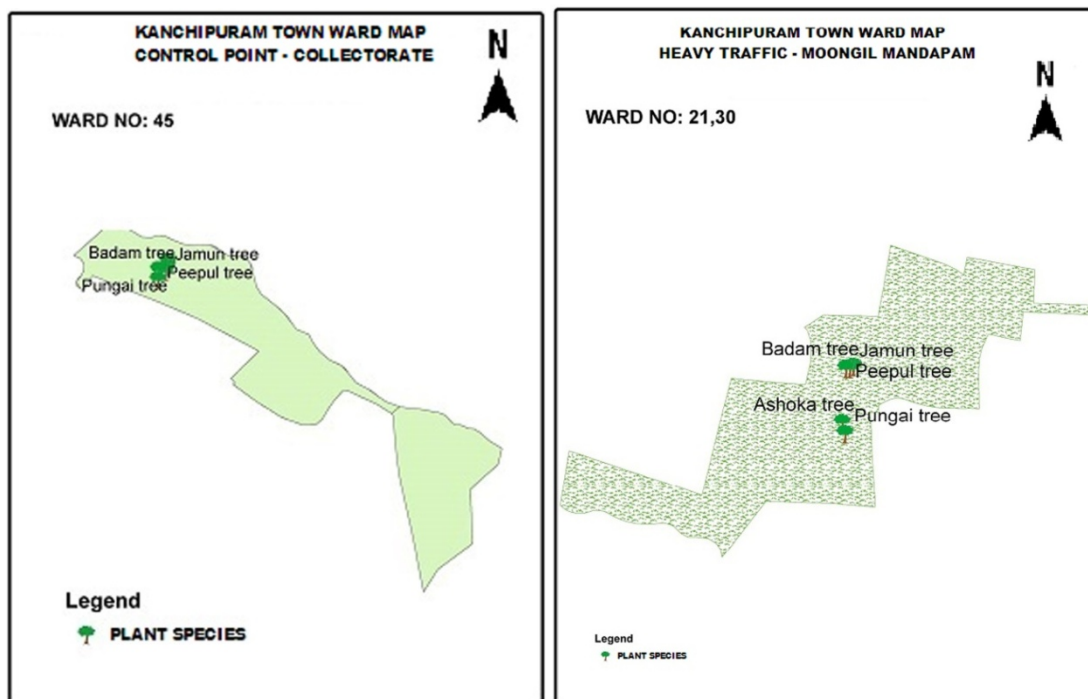 KANCHIPURAM TOWN WARD MAP
CONTROL POINT - COLLECTORATE
N
WARD NO: 45
Badam tree Jamun tree
Peepul tree
Pungai tree
Legend
PLANT SPECIES
KANCHIPURAM TOWN WARD MAP
HEAVY TRAFFIC - MOONGIL MANDAPAM
N
WARD NO: 21,30
Badam tree Jamun tree
Peepul tree
Ashoka tree
Pungai tree
Legend
PLANT SPECIES